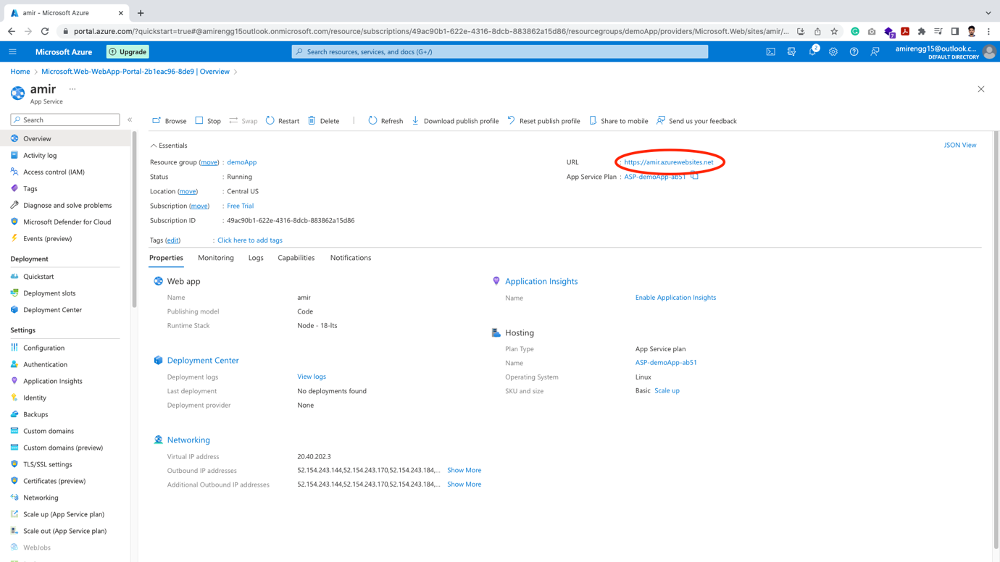 amir - Microsoft Azure
portal.azure.com/?quickstart=true#@amirengg15outlook.onmicrosoft.com/resource/subscriptions/49ac90b1-622e-4316-8dcb-883862a15d86/resourcegroups/demoApp/providers/Microsoft.Web/sites/amir/...
7
Microsoft Azure
Upgrade
Search resources, services, and docs (G+/)
2
amirengg15@outlook.c...
DEFAULT DIRECTORY
Home > Microsoft.Web-WebApp-Portal-2b1eac96-8de9 | Overview >
amir ...
App Service
Search
«
Browse Stop Swap Restart Delete | Refresh Download publish profile Reset publish profile Share to mobile Send us your feedback
Overview
Activity log
Access control (IAM)
Tags
Diagnose and solve problems
Microsoft Defender for Cloud
Events (preview)
Deployment
Quickstart
Deployment slots
Deployment Center
Settings
Configuration
Authentication
Application Insights
Identity
Backups
Custom domains
Custom domains (preview)
TLS/SSL settings
Certificates (preview)
Networking
Scale up (App Service plan)
Scale out (App Service plan)
WebJobs
Essentials
JSON View
Resource group (move) : demoApp
Status : Running
Location (move) : Central US
Subscription (move) : Free Trial
Subscription ID : 49ac90b1-622e-4316-8dcb-883862a15d86
URL : https://amir.azurewebsites.net
App Service Plan : ASP-demoApp-ab51
Tags (edit) : Click here to add tags
Properties Monitoring Logs Capabilities Notifications
Web app
Name amir
Publishing model Code
Runtime Stack Node - 18-lts
Deployment Center
Deployment logs View logs
Last deployment No deployments found
Deployment provider None
Networking
Virtual IP address 20.40.202.3
Outbound IP addresses 52.154.243.144,52.154.243.170,52.154.243.184,... Show More
Additional Outbound IP addresses 52.154.243.144,52.154.243.170,52.154.243.184,... Show More
Application Insights
Name Enable Application Insights
Hosting
Plan Type App Service plan
Name ASP-demoApp-ab51
Operating System Linux
SKU and size Basic Scale up